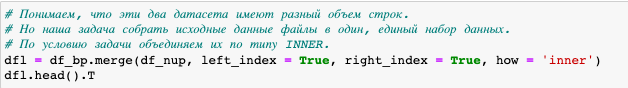 # Понимаем, что эти два датасета имеют разный объем строк.
# Но наша задача собрать исходные данные файлы в один, единый набор данных.
# По условию задачи объединяем их по типу INNER.
dfl = df_bp.merge(df_nup, left_index = True, right_index = True, how = 'inner')
dfl.head().T